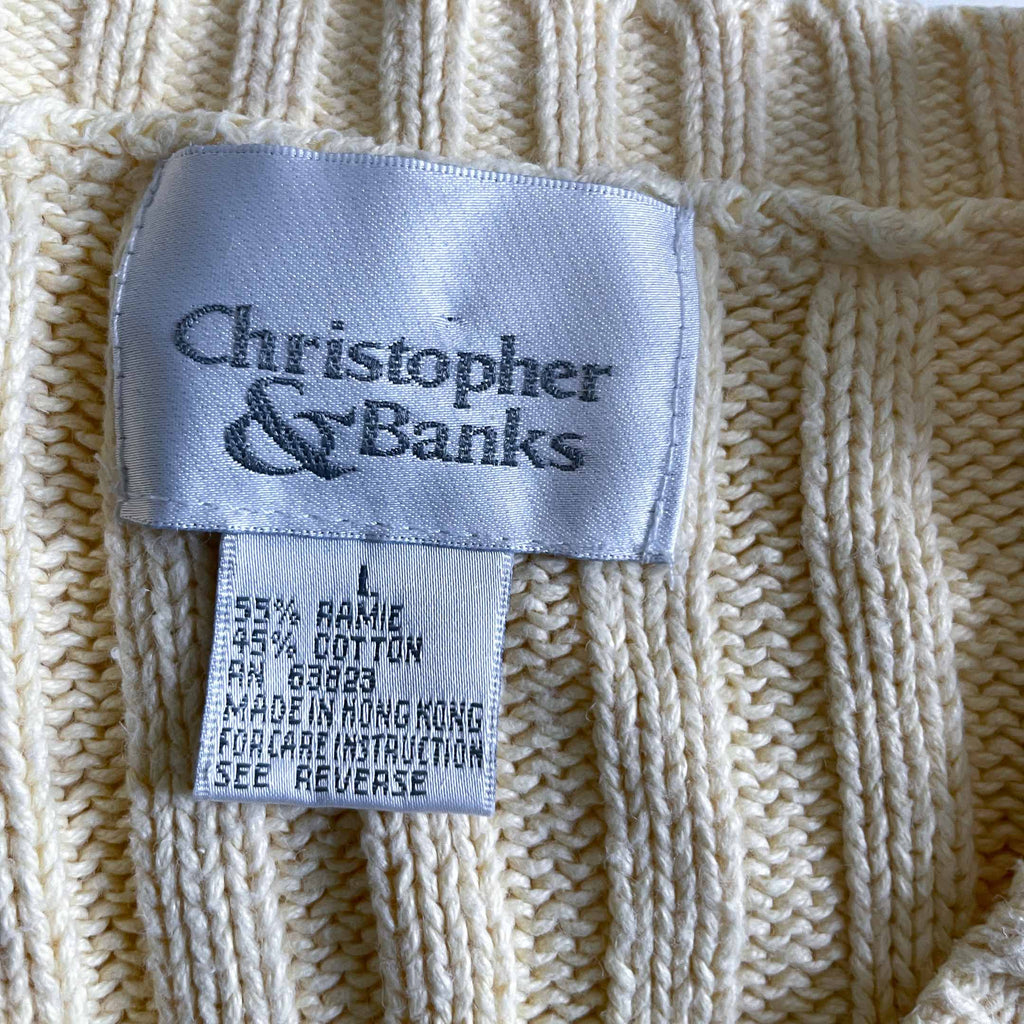 Christopher
& Banks
L
55% RAMIE
45% COTTON
RN 63823
MADE IN HONG KONG
FOR CARE INSTRUCTION
SEE REVERSE